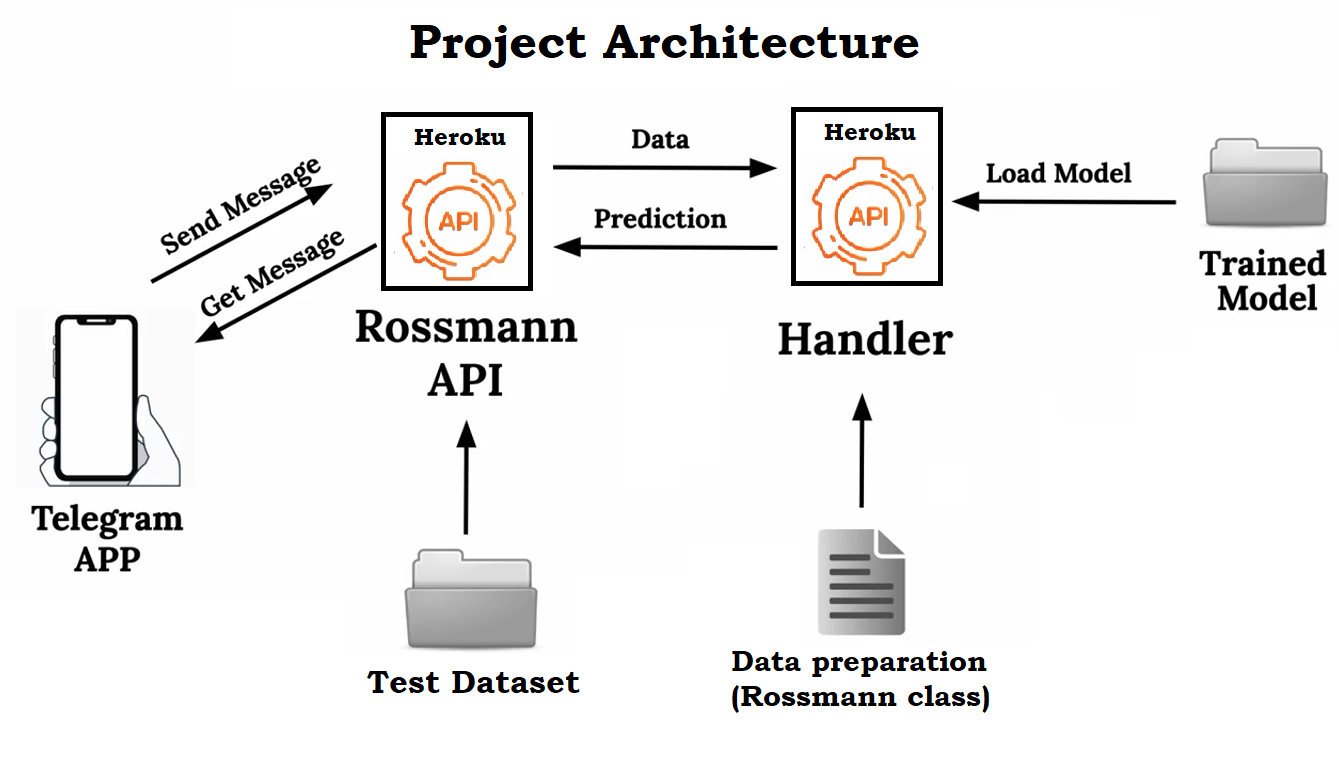 Project Architecture
Heroku
API
Rossmann
API
Data
Prediction
Heroku
API
Handler
Load Model
Trained
Model
Send Message
Get Message
Telegram
APP
Test Dataset
Data preparation
(Rossmann class)